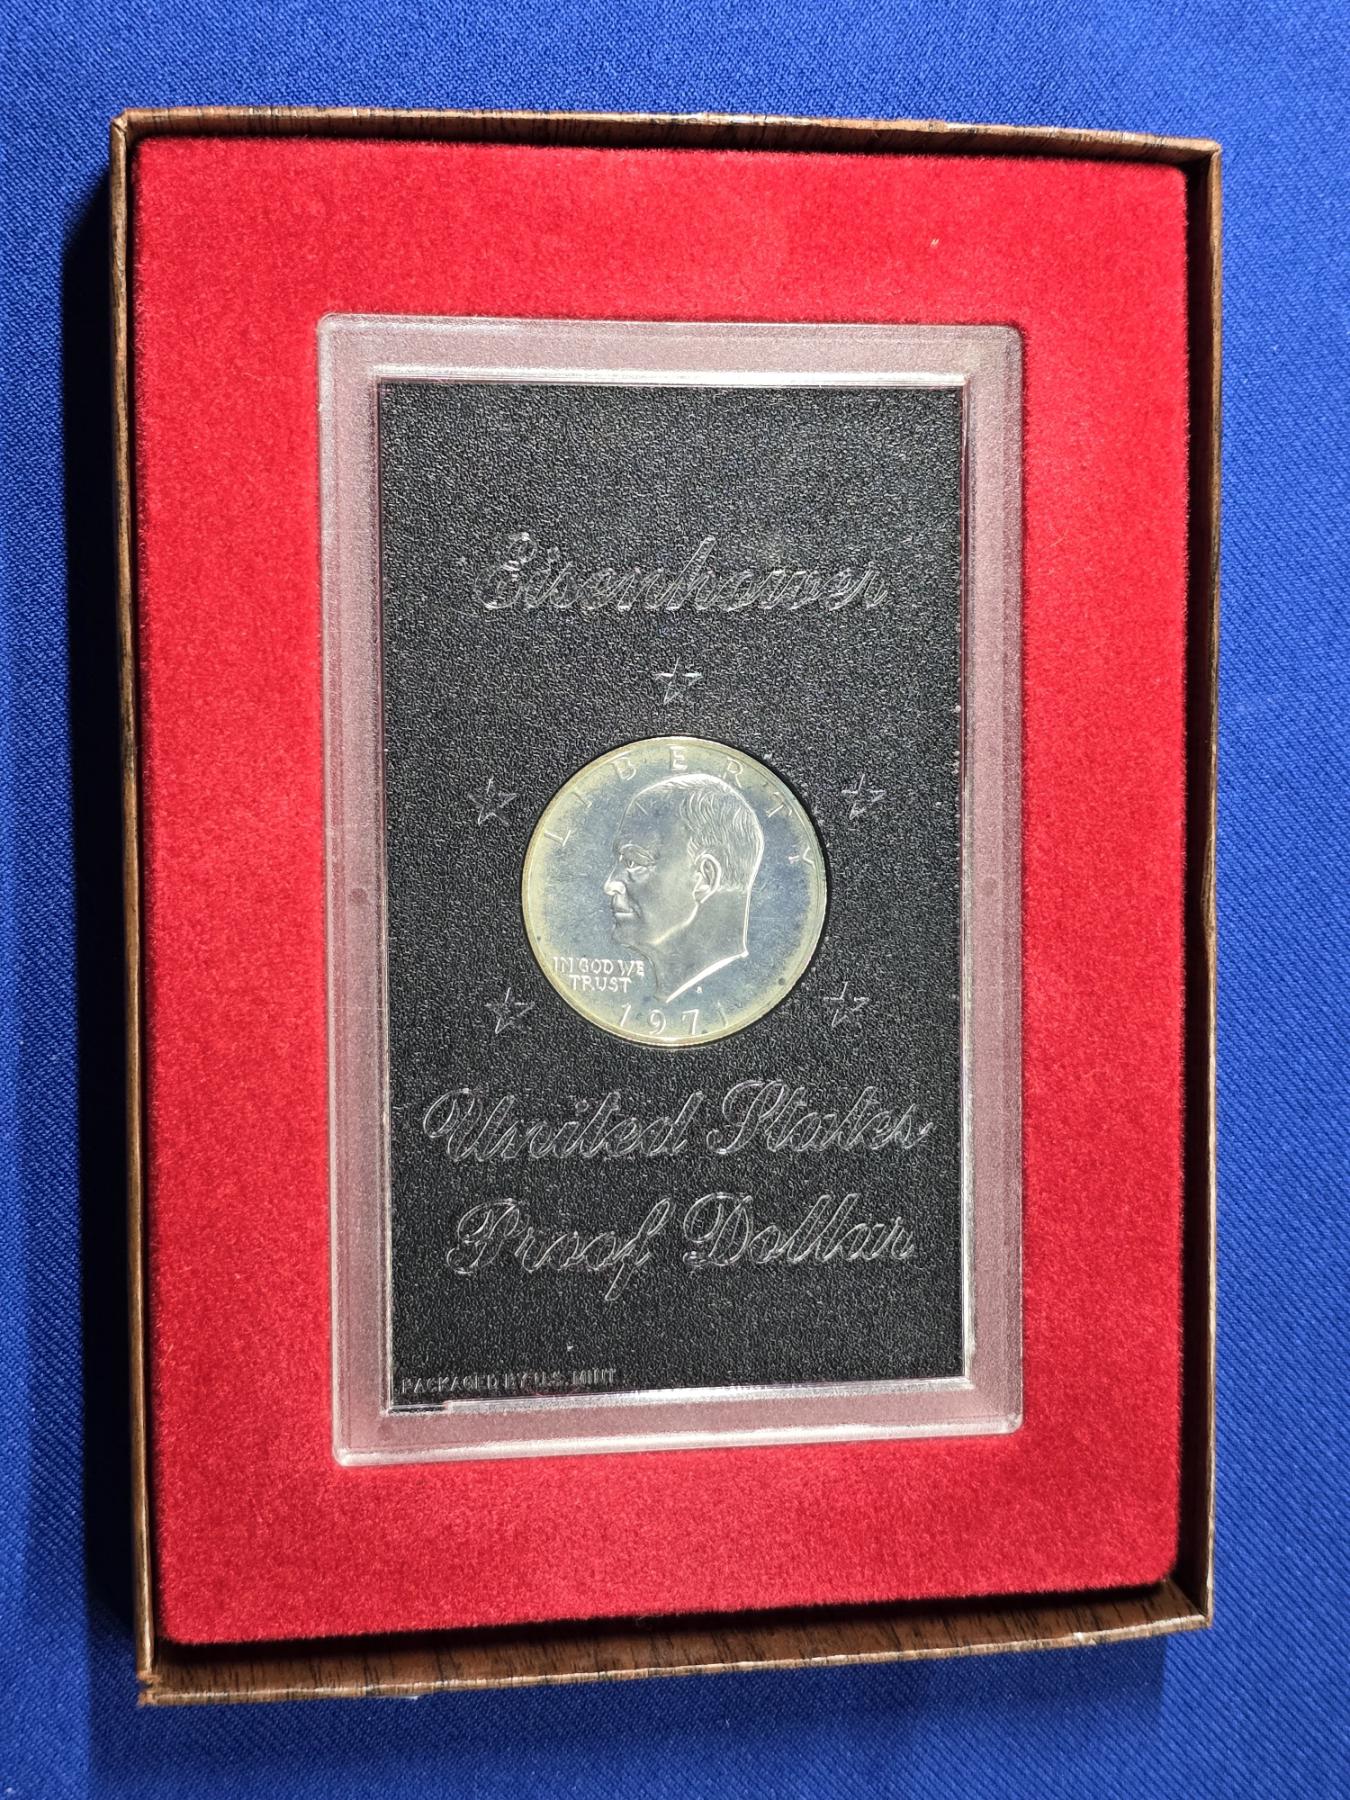 Eisenhower
LIBERTY
IN GOD WE
TRUST
1971
United States
Proof Dollar
PACKAGED BY U.S. MINT